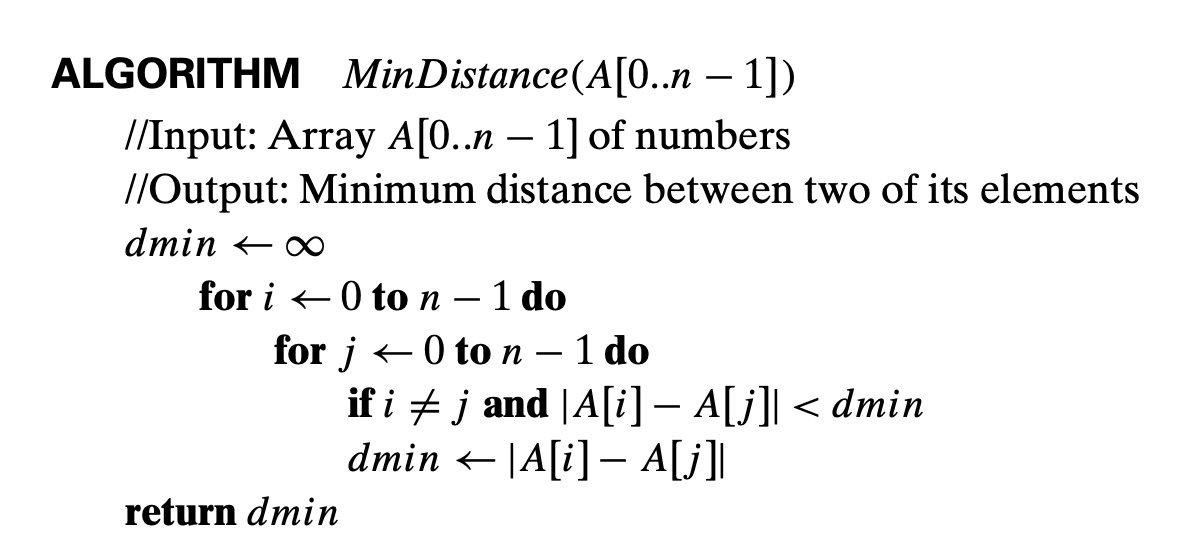 ALGORITHM MinDistance(A[0..n − 1])
//Input: Array A[0..n − 1] of numbers
//Output: Minimum distance between two of its elements
dmin ← ∞
for i ← 0 to n − 1 do
for j ← 0 to n − 1 do
if i ≠ j and |A[i] − A[j]| < dmin
dmin ← |A[i] − A[j]|
return dmin